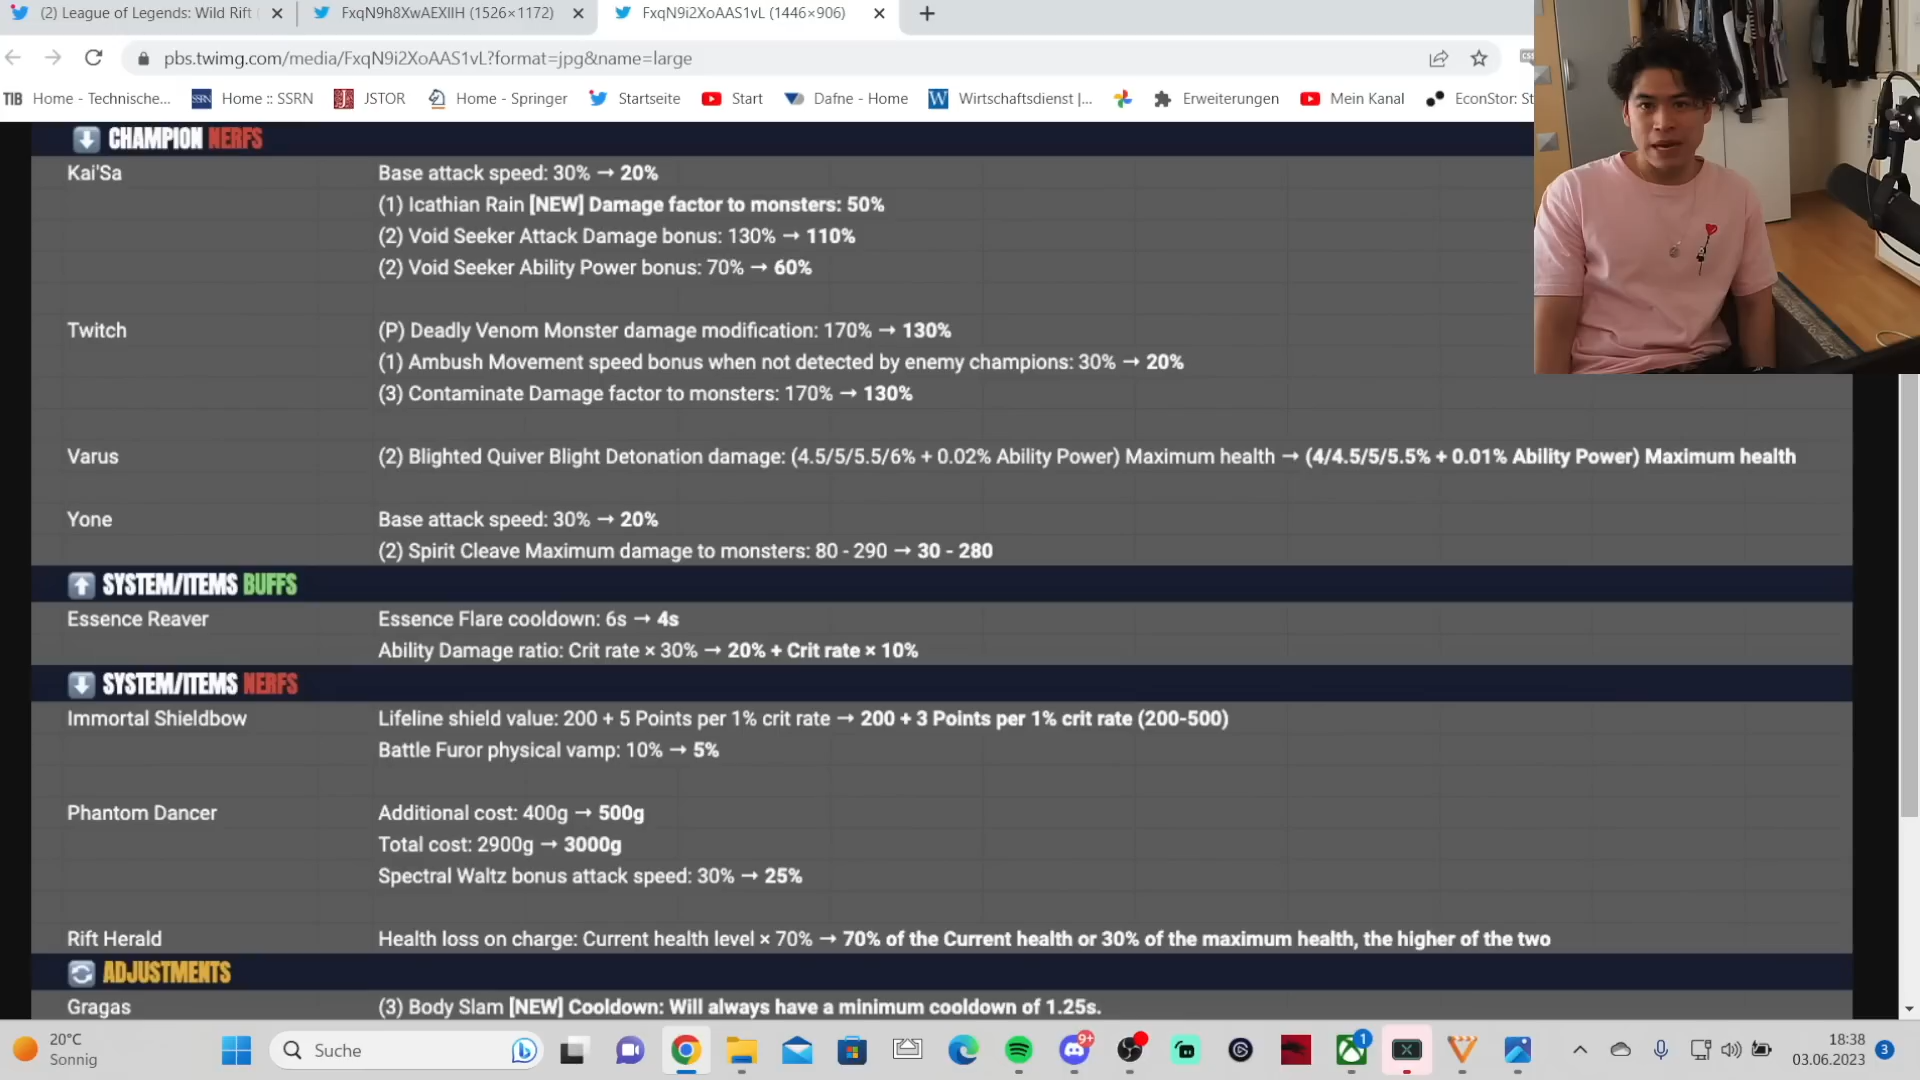 (2) League of Legends: Wild Rift
FxqN9h8XwAEXIIH (1526×1172)
FxqN9i2XoAAS1vL (1446×906)
pbs.twimg.com/media/FxqN9i2XoAAS1vL?format=jpg&name=large
TIB Home - Technische... SSRN Home :: SSRN JSTOR Home - Springer Startseite Start Dafne - Home W Wirtschaftsdienst |... Erweiterungen Mein Kanal EconStor: St
CHAMPION NERFS
Kai'Sa Base attack speed: 30% → 20%
(1) Icathian Rain [NEW] Damage factor to monsters: 50%
(2) Void Seeker Attack Damage bonus: 130% → 110%
(2) Void Seeker Ability Power bonus: 70% → 60%
Twitch (P) Deadly Venom Monster damage modification: 170% → 130%
(1) Ambush Movement speed bonus when not detected by enemy champions: 30% → 20%
(3) Contaminate Damage factor to monsters: 170% → 130%
Varus (2) Blighted Quiver Blight Detonation damage: (4.5/5/5.5/6% + 0.02% Ability Power) Maximum health → (4/4.5/5/5.5% + 0.01% Ability Power) Maximum health
Yone Base attack speed: 30% → 20%
(2) Spirit Cleave Maximum damage to monsters: 80 - 290 → 30 - 280
SYSTEM/ITEMS BUFFS
Essence Reaver Essence Flare cooldown: 6s → 4s
Ability Damage ratio: Crit rate × 30% → 20% + Crit rate × 10%
SYSTEM/ITEMS NERFS
Immortal Shieldbow Lifeline shield value: 200 + 5 Points per 1% crit rate → 200 + 3 Points per 1% crit rate (200-500)
Battle Furor physical vamp: 10% → 5%
Phantom Dancer Additional cost: 400g → 500g
Total cost: 2900g → 3000g
Spectral Waltz bonus attack speed: 30% → 25%
Rift Herald Health loss on charge: Current health level × 70% → 70% of the Current health or 30% of the maximum health, the higher of the two
ADJUSTMENTS
Gragas (3) Body Slam [NEW] Cooldown: Will always have a minimum cooldown of 1.25s.
20°C
Sonnig
Suche
9+
1
18:38
03.06.2023
3